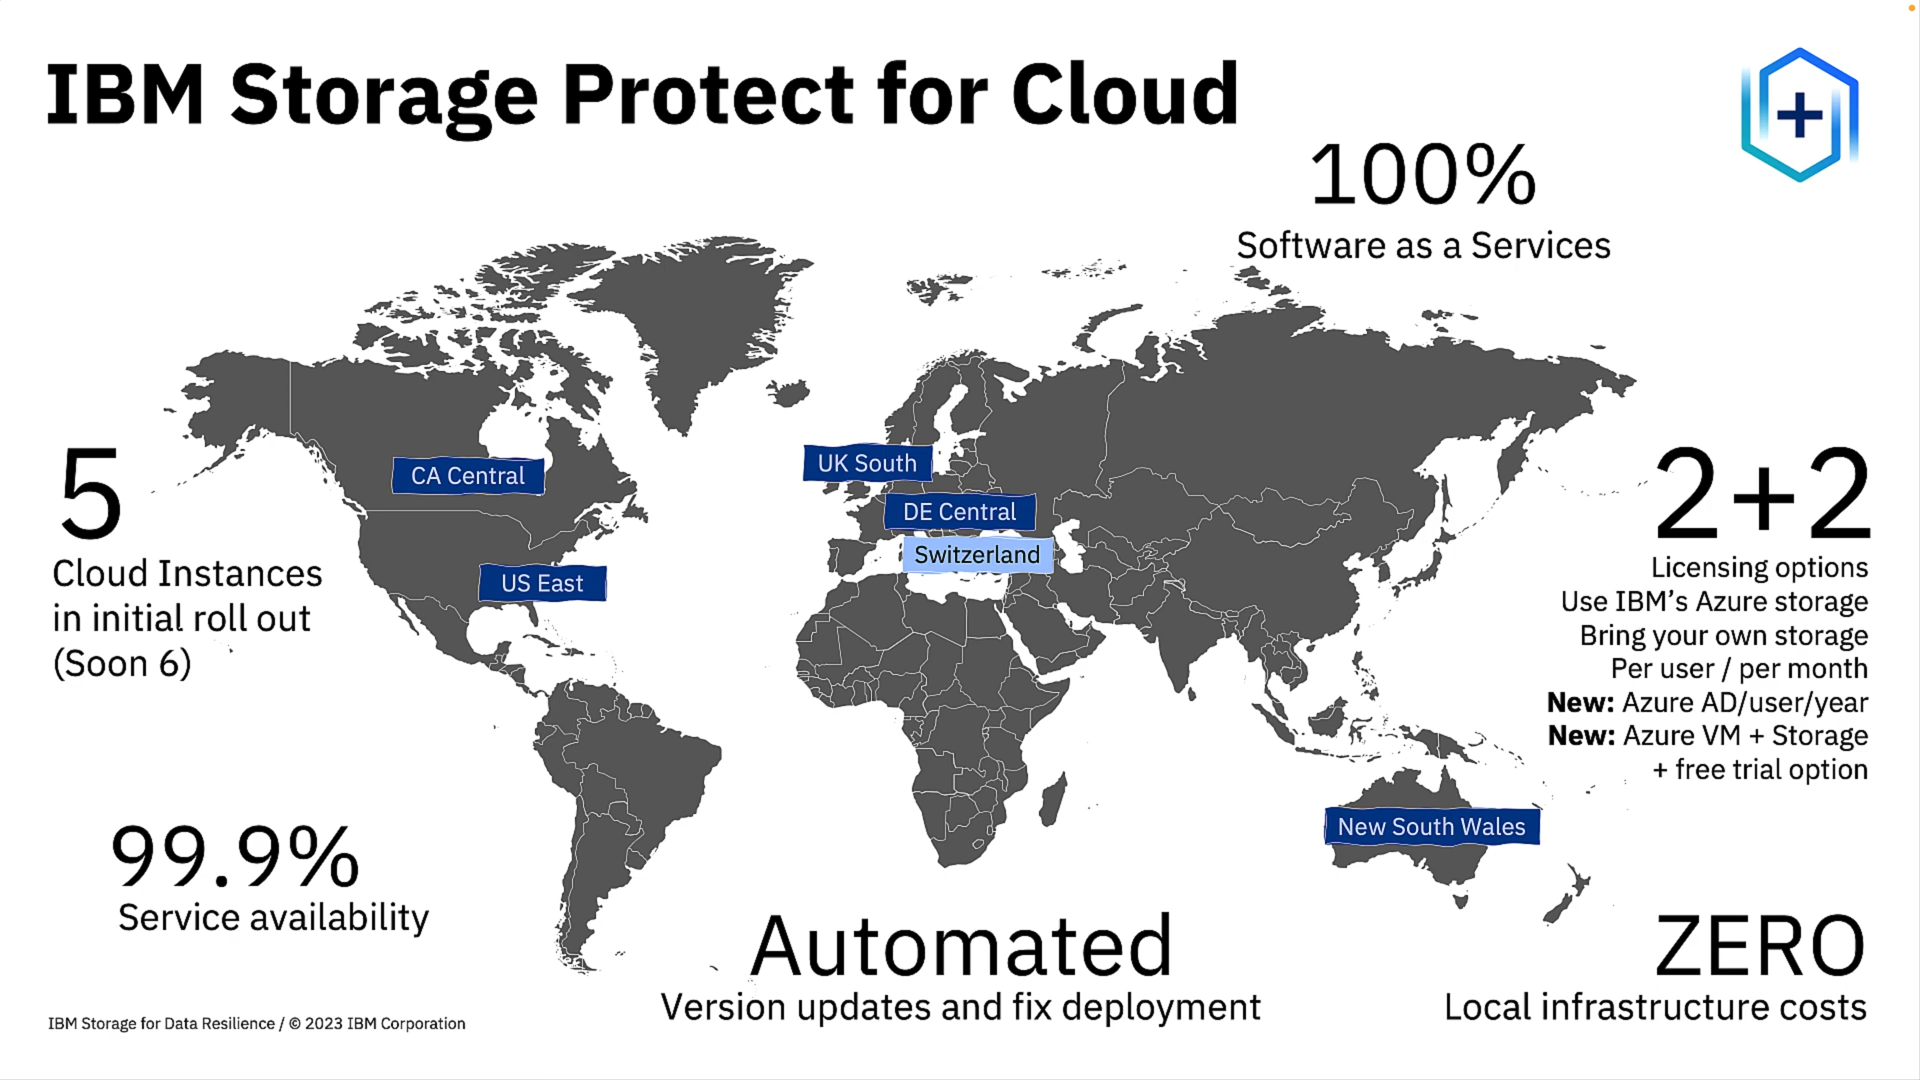 IBM Storage Protect for Cloud
100%
Software as a Services
CA Central
UK South
DE Central
Switzerland
US East
New South Wales
5
Cloud Instances
in initial roll out
(Soon 6)
2+2
Licensing options
Use IBM’s Azure storage
Bring your own storage
Per user / per month
New: Azure AD/user/year
New: Azure VM + Storage
+ free trial option
99.9%
Service availability
Automated
Version updates and fix deployment
ZERO
Local infrastructure costs
IBM Storage for Data Resilience / © 2023 IBM Corporation